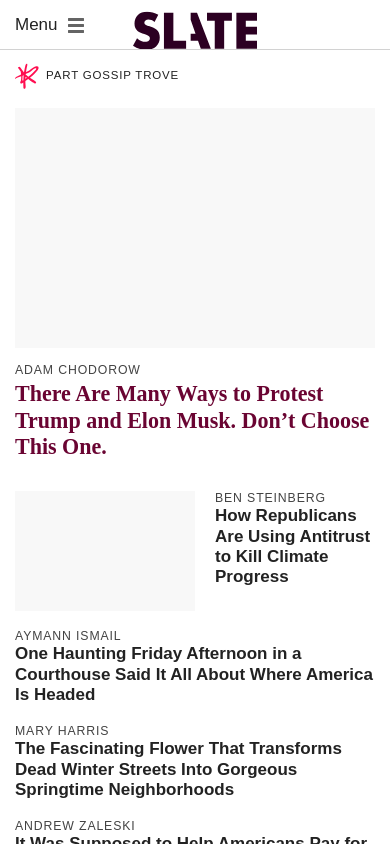 Menu
SLATE
PART GOSSIP TROVE
ADAM CHODOROW
There Are Many Ways to Protest
Trump and Elon Musk. Don’t Choose
This One.
BEN STEINBERG
How Republicans
Are Using Antitrust
to Kill Climate
Progress
AYMANN ISMAIL
One Haunting Friday Afternoon in a
Courthouse Said It All About Where America
Is Headed
MARY HARRIS
The Fascinating Flower That Transforms
Dead Winter Streets Into Gorgeous
Springtime Neighborhoods
ANDREW ZALESKI
It Was Supposed to Help Americans Pay for